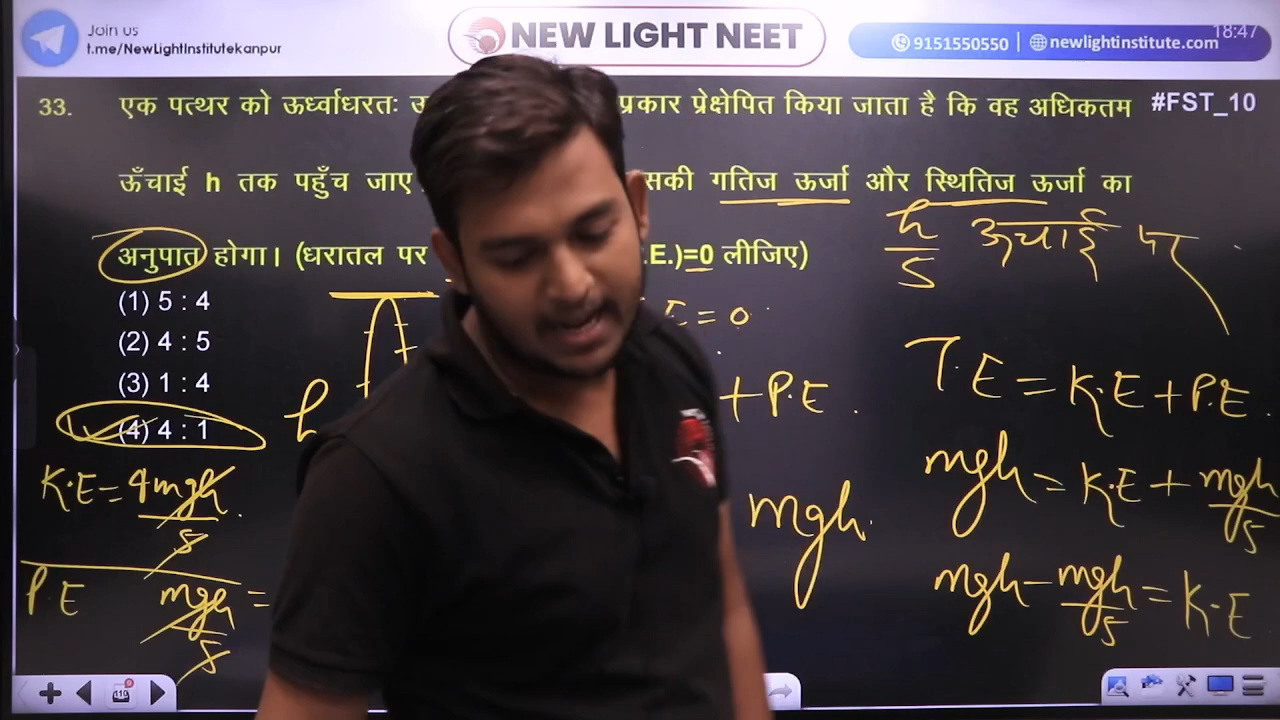 Join us
t.me/NewLightInstitutekanpur
NEW LIGHT NEET
9151550550 | newlightinstitute.com
18:47
33. एक पत्थर को ऊर्ध्वाधरतः प्रकार प्रेक्षेपित किया जाता है कि वह अधिकतम #FST_10
ऊँचाई h तक पहुँच जाए गतिज ऊर्जा और स्थितिज ऊर्जा का
h/5 ऊचाई पर
अनुपात होगा। (धरातल पर .E.)=0 लीजिए)
(1) 5 : 4
(2) 4 : 5
(3) 1 : 4
(4) 4 : 1
= 0
h
+ P.E.
T.E = K.E + P.E.
K.E = 4mgh/5
mgh.
mgh = K.E + mgh/5
P.E mgh/5 =
mgh - mgh/5 = K.E